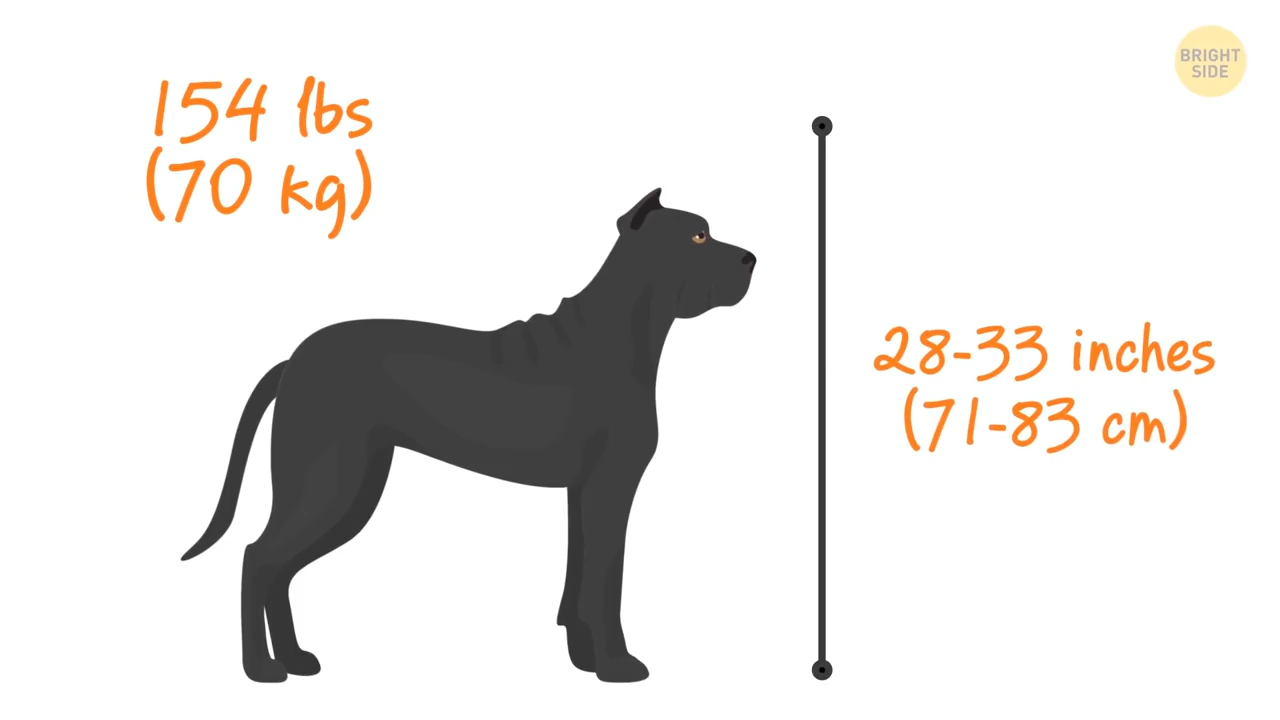 154 lbs
(70 kg)
BRIGHT
SIDE
28-33 inches
(71-83 cm)